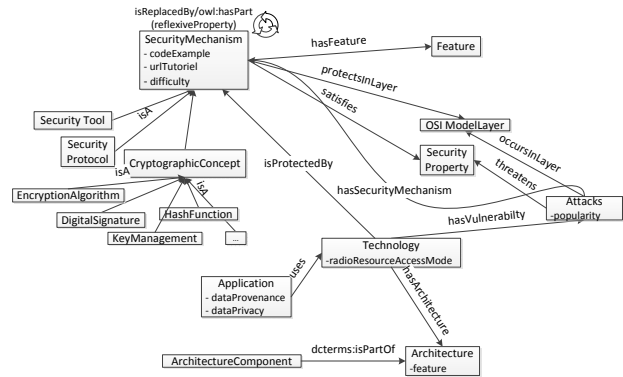 isReplacedBy/owl:hasPart
(reflexiveProperty)
SecurityMechanism
- codeExample
- urlTutoriel
- difficulty
hasFeature
Feature
protectsInLayer
satisfies
isA
Security Tool
OSI ModelLayer
Security
Protocol
isA
CryptographicConcept
isProtectedBy
Security
Property
occursInLayer
threatens
isA
EncryptionAlgorithm
hasSecurityMechanism
Attacks
-popularity
HashFunction
DigitalSignature
hasVulnerabilty
KeyManagement
...
Technology
-radioResourceAccessMode
uses
Application
- dataProvenance
- dataPrivacy
hasArchitecture
ArchitectureComponent
dcterms:isPartOf
Architecture
-feature